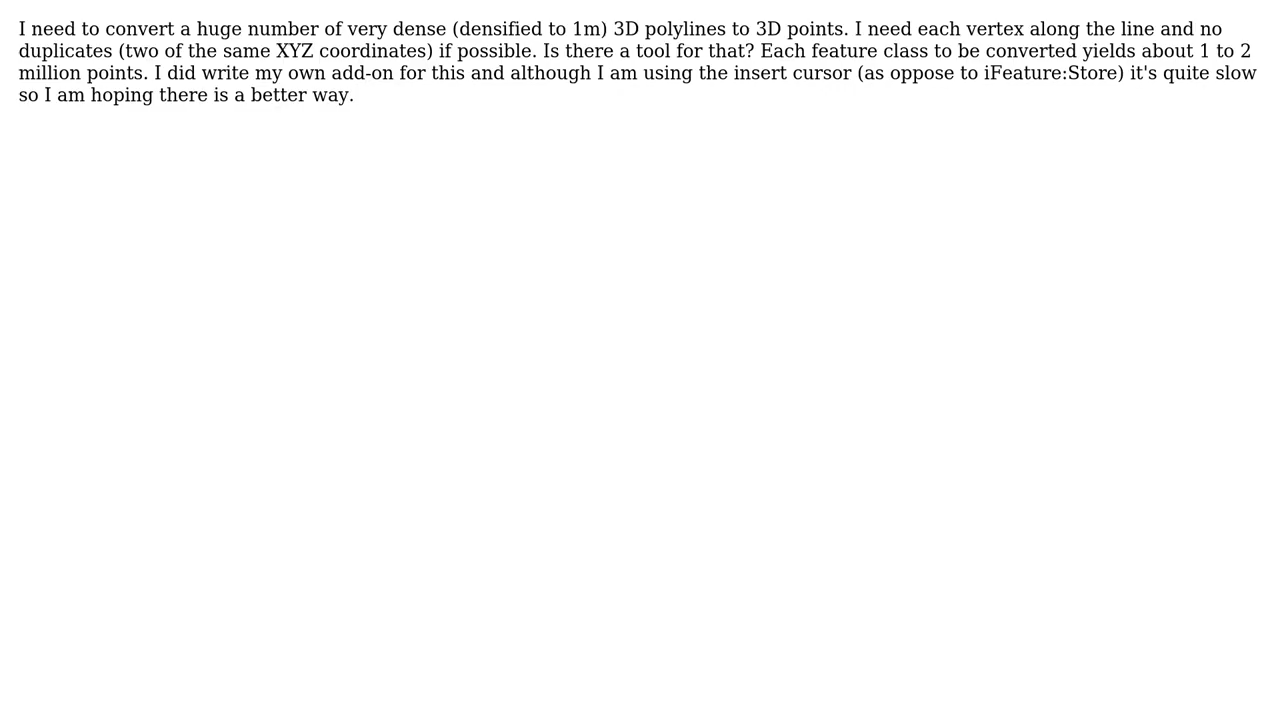 I need to convert a huge number of very dense (densified to 1m) 3D polylines to 3D points. I need each vertex along the line and no
duplicates (two of the same XYZ coordinates) if possible. Is there a tool for that? Each feature class to be converted yields about 1 to 2
million points. I did write my own add-on for this and although I am using the insert cursor (as oppose to iFeature:Store) it's quite slow
so I am hoping there is a better way.